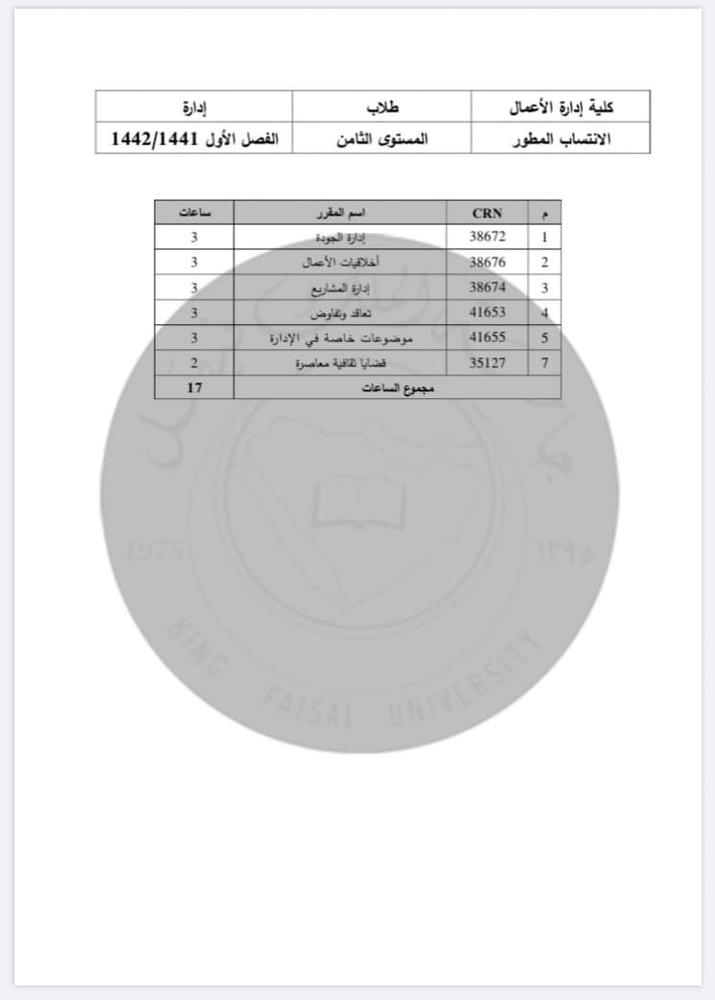 كلية إدارة الأعمال طلاب إدارة
الانتساب المطور المستوى الثامن الفصل الأول 1442/1441
م CRN اسم المقرر ساعات
1 38672 إدارة الجودة 3
2 38676 أخلاقيات الأعمال 3
3 38674 إدارة المشاريع 3
4 41653 تعاقد وتفاوض 3
5 41655 موضوعات خاصة في الإدارة 3
7 35127 قضايا ثقافية معاصرة 2
مجموع الساعات 17
1975 ١٣٩٥
KING FAISAL UNIVERSITY